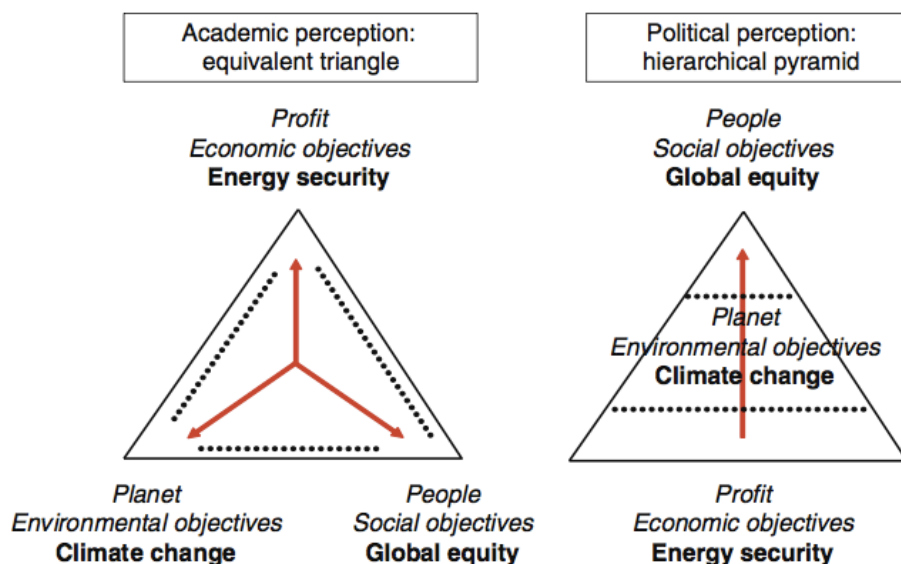 Academic perception:
equivalent triangle
Profit
Economic objectives
Energy security
Planet
Environmental objectives
Climate change
People
Social objectives
Global equity
Political perception:
hierarchical pyramid
People
Social objectives
Global equity
Planet
Environmental objectives
Climate change
Profit
Economic objectives
Energy security